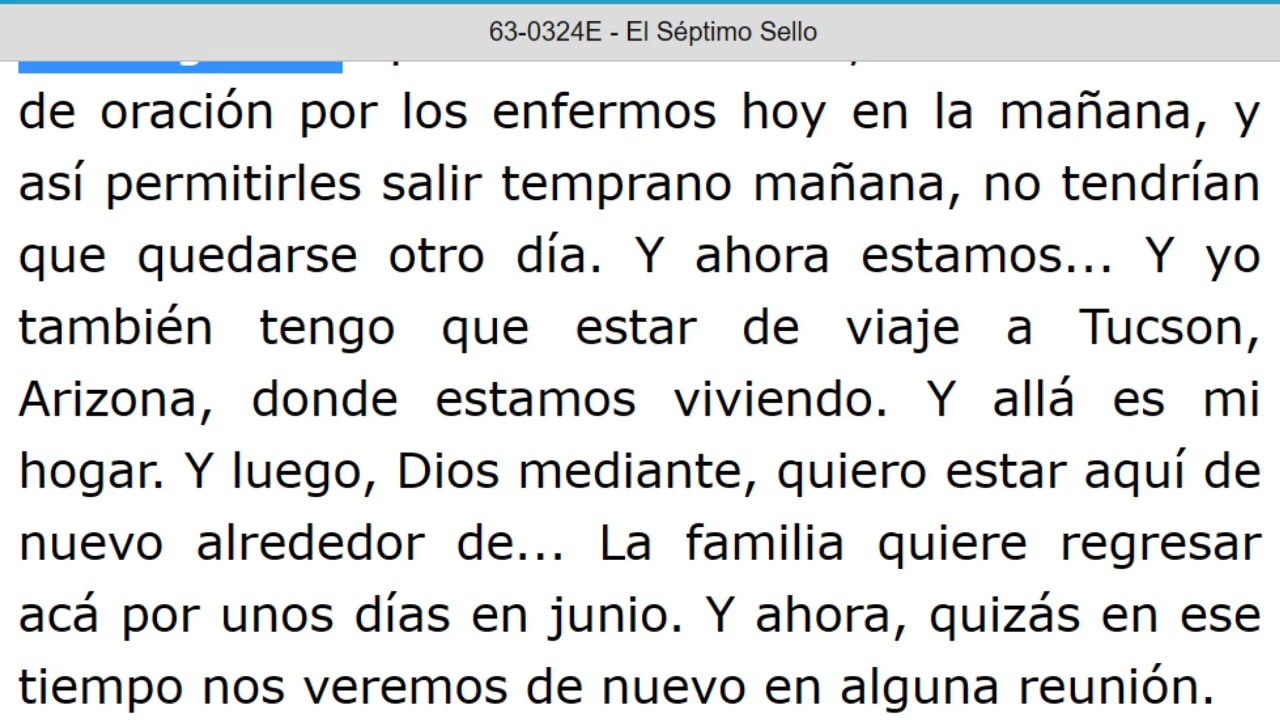 63-0324E - El Séptimo Sello
de oración por los enfermos hoy en la mañana, y
así permitirles salir temprano mañana, no tendrían
que quedarse otro día. Y ahora estamos... Y yo
también tengo que estar de viaje a Tucson,
Arizona, donde estamos viviendo. Y allá es mi
hogar. Y luego, Dios mediante, quiero estar aquí de
nuevo alrededor de... La familia quiere regresar
acá por unos días en junio. Y ahora, quizás en ese
tiempo nos veremos de nuevo en alguna reunión.